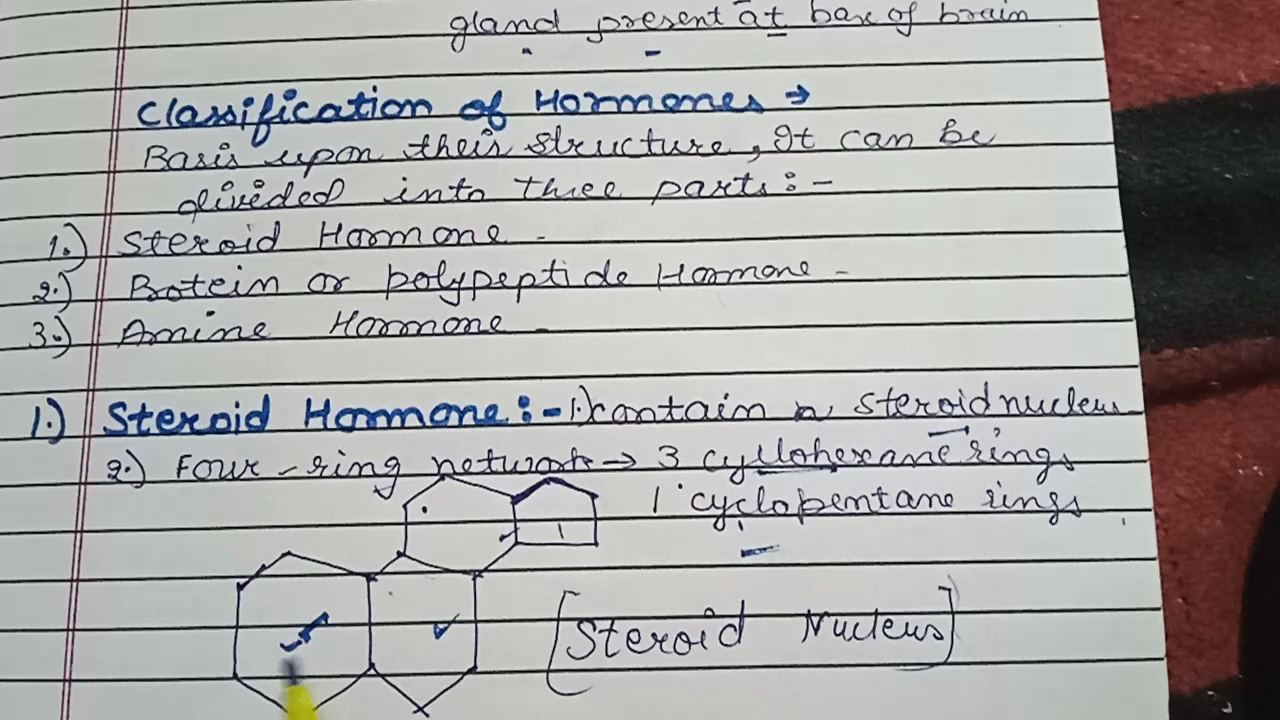 gland present at base of brain
Classification of Hormones →
Basis upon their structure, It can be
divided into three parts:-
1.) Steroid Hormone -
2.) Protein or polypeptide Hormone -
3.) Amine Hormone -
1.) Steroid Hormone:- 1.) contain a steroid nucleus
2.) Four-ring network → 3 cyclohexane rings
1 cyclopentane rings
[Steroid Nucleus]